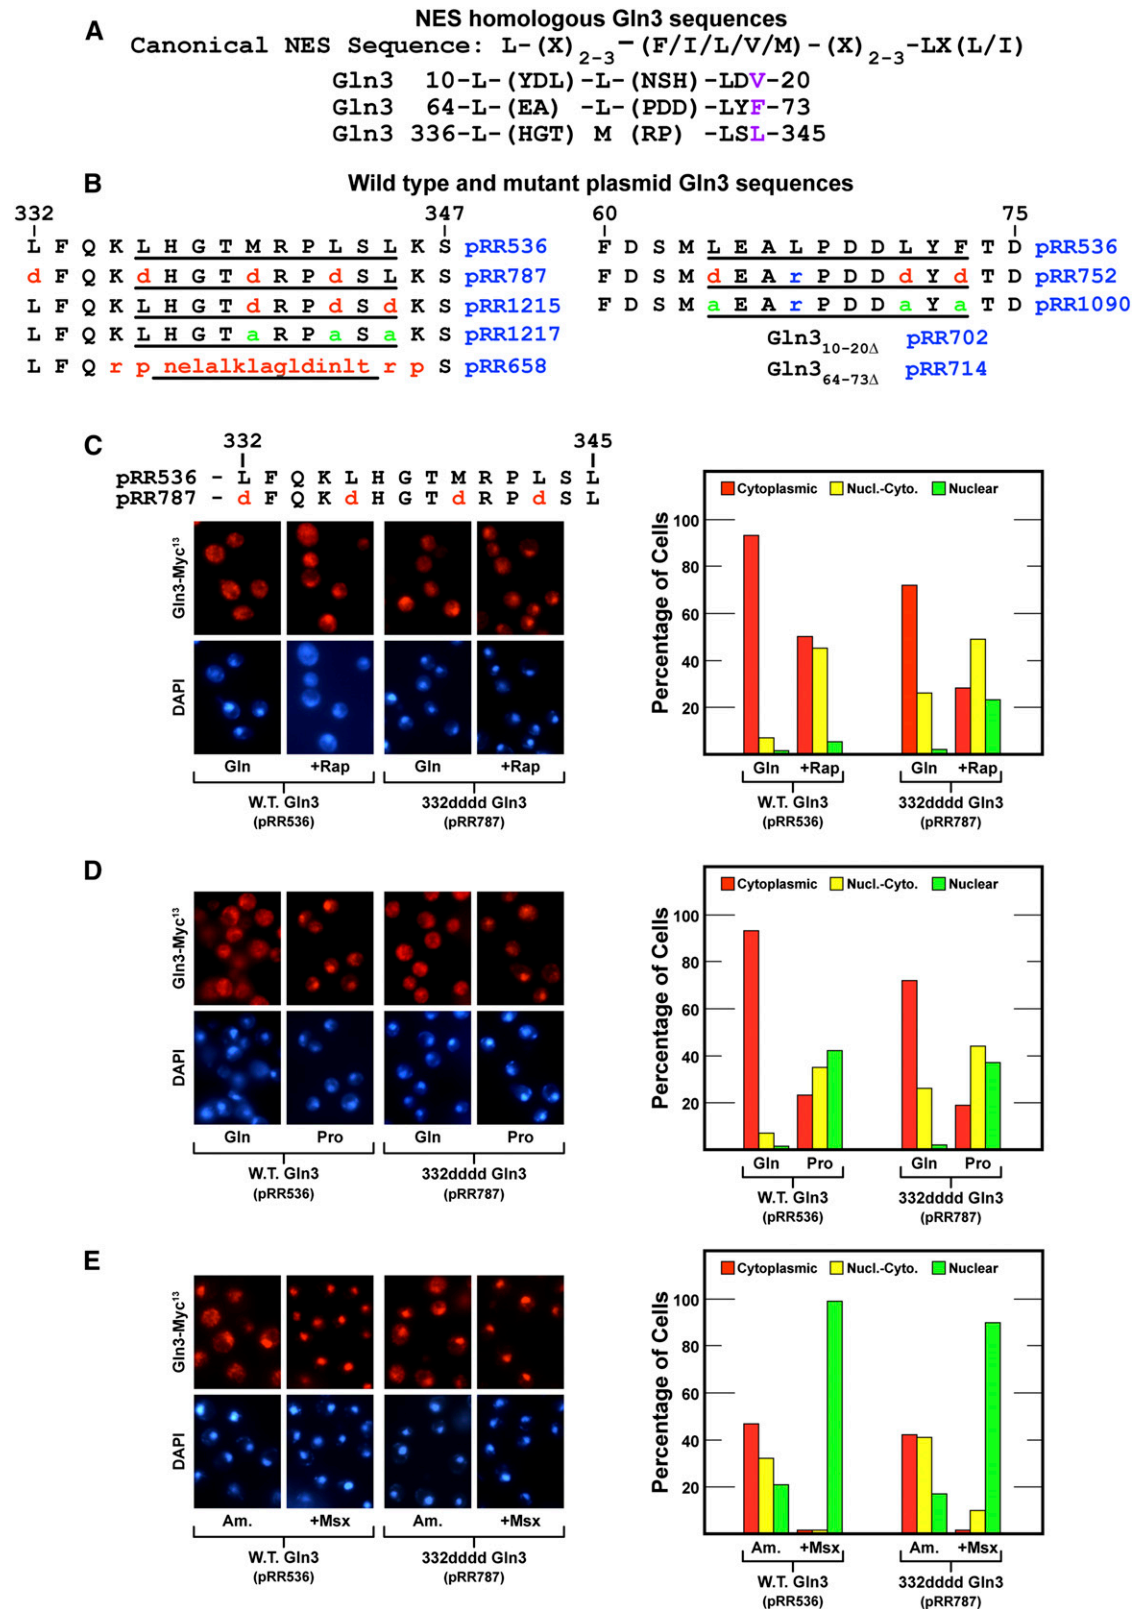 A
NES homologous Gln3 sequences
Canonical NES Sequence: L-(X)2-3-(F/I/L/V/M)-(X)2-3-LX(L/I)
Gln3 10-L-(YDL)-L-(NSH)-LDV-20
Gln3 64-L-(EA) -L-(PDD)-LYF-73
Gln3 336-L-(HGT) M (RP) -LSL-345
B
Wild type and mutant plasmid Gln3 sequences
332 347
L F Q K L H G T M R P L S L K S pRR536
d F Q K d H G T d R P d S L K S pRR787
L F Q K L H G T d R P d S d K S pRR1215
L F Q K L H G T a R P a S a K S pRR1217
L F Q r p nelalklagldinlt r p S pRR658
60 75
F D S M L E A L P D D L Y F T D pRR536
F D S M d E A r P D D d Y d T D pRR752
F D S M a E A r P D D a Y a T D pRR1090
Gln3 10-20Δ pRR702
Gln3 64-73Δ pRR714
C
332 345
pRR536 - L F Q K L H G T M R P L S L
pRR787 - d F Q K d H G T d R P d S L
Gln3-Myc13
DAPI
Gln +Rap Gln +Rap
W.T. Gln3 332dddd Gln3
(pRR536) (pRR787)
Cytoplasmic Nucl.-Cyto. Nuclear
Percentage of Cells
100
80
60
40
20
Gln +Rap Gln +Rap
W.T. Gln3 332dddd Gln3
(pRR536) (pRR787)
D
Gln3-Myc13
DAPI
Gln Pro Gln Pro
W.T. Gln3 332dddd Gln3
(pRR536) (pRR787)
Cytoplasmic Nucl.-Cyto. Nuclear
Percentage of Cells
100
80
60
40
20
Gln Pro Gln Pro
W.T. Gln3 332dddd Gln3
(pRR536) (pRR787)
E
Gln3-Myc13
DAPI
Am. +Msx Am. +Msx
W.T. Gln3 332dddd Gln3
(pRR536) (pRR787)
Cytoplasmic Nucl.-Cyto. Nuclear
Percentage of Cells
100
80
60
40
20
Am. +Msx Am. +Msx
W.T. Gln3 332dddd Gln3
(pRR536) (pRR787)